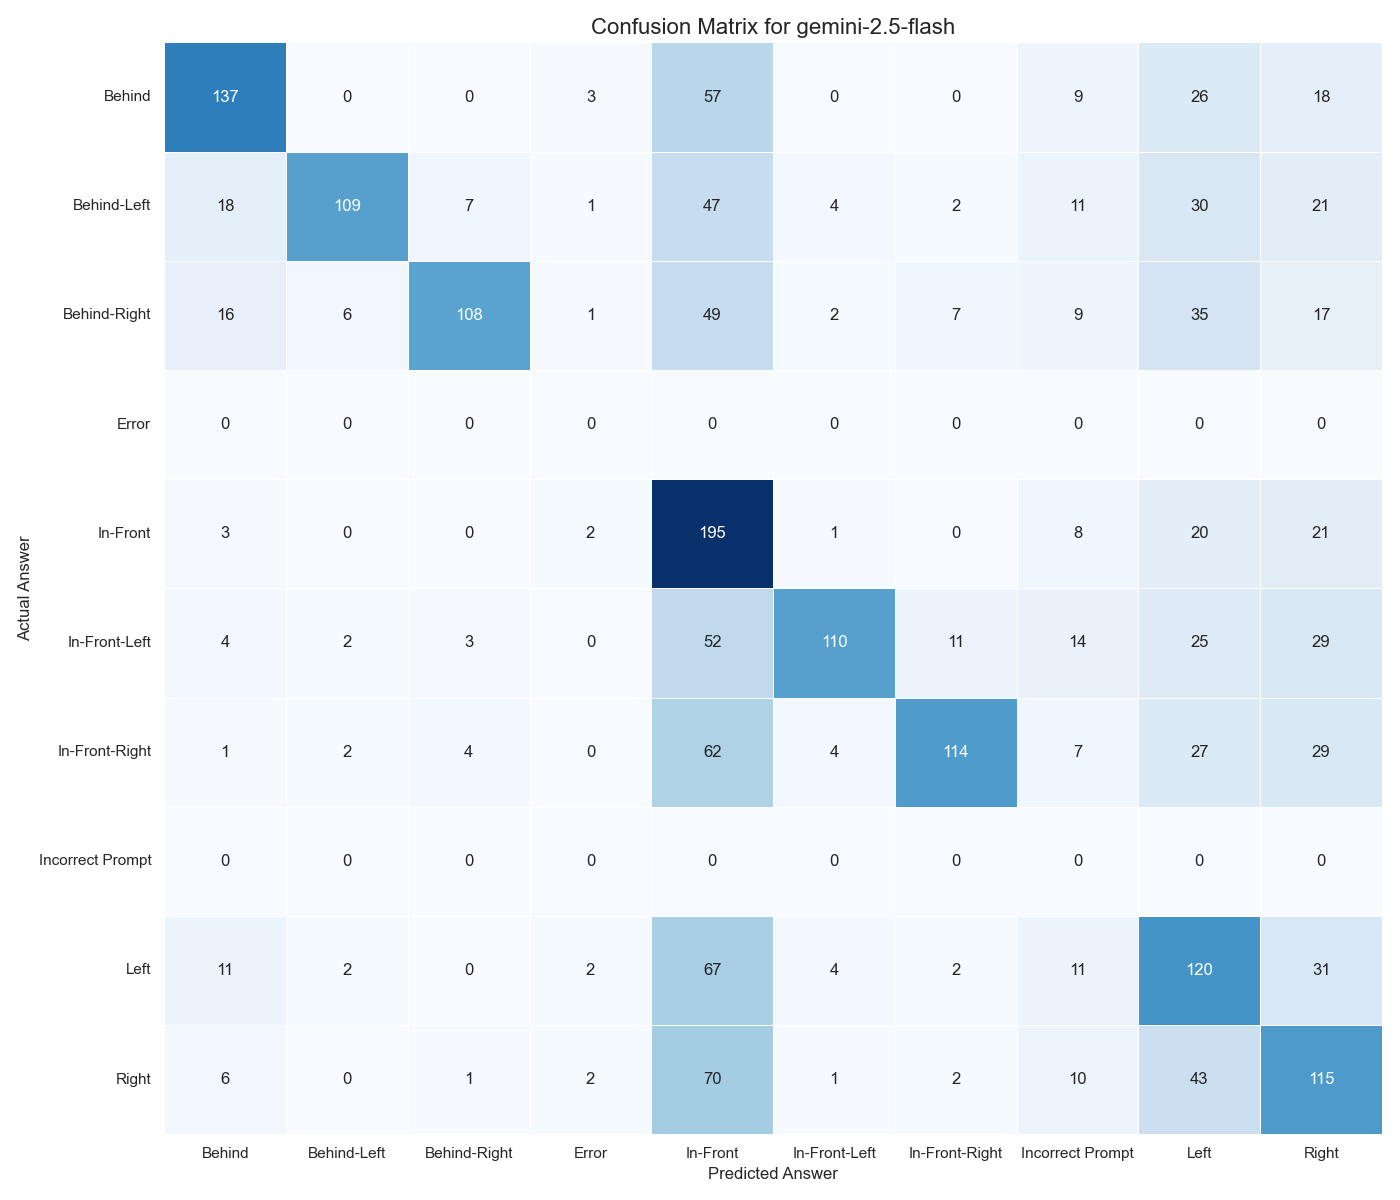 Confusion Matrix for gemini-2.5-flash
Behind 137 0 0 3 57 0 0 9 26 18
Behind-Left 18 109 7 1 47 4 2 11 30 21
Behind-Right 16 6 108 1 49 2 7 9 35 17
Error 0 0 0 0 0 0 0 0 0 0
In-Front 3 0 0 2 195 1 0 8 20 21
In-Front-Left 4 2 3 0 52 110 11 14 25 29
In-Front-Right 1 2 4 0 62 4 114 7 27 29
Incorrect Prompt 0 0 0 0 0 0 0 0 0 0
Left 11 2 0 2 67 4 2 11 120 31
Right 6 0 1 2 70 1 2 10 43 115
Actual Answer
Behind Behind-Left Behind-Right Error In-Front In-Front-Left In-Front-Right Incorrect Prompt Left Right
Predicted Answer